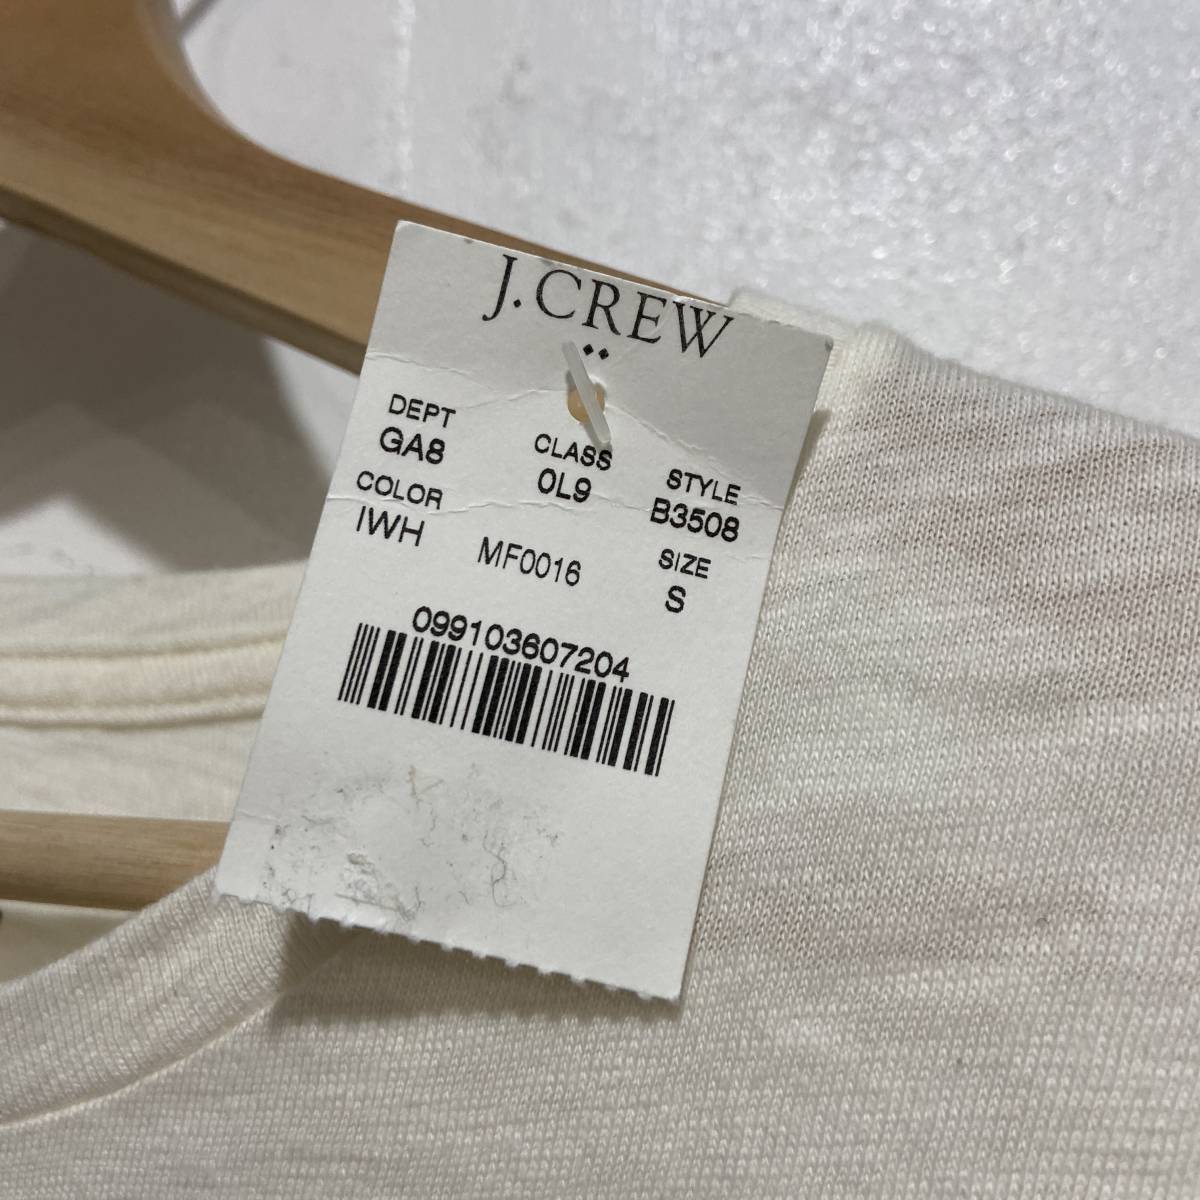 J.CREW
DEPT CLASS STYLE
GA8 0L9 B3508
COLOR SIZE
IWH MF0016 S
099103607204